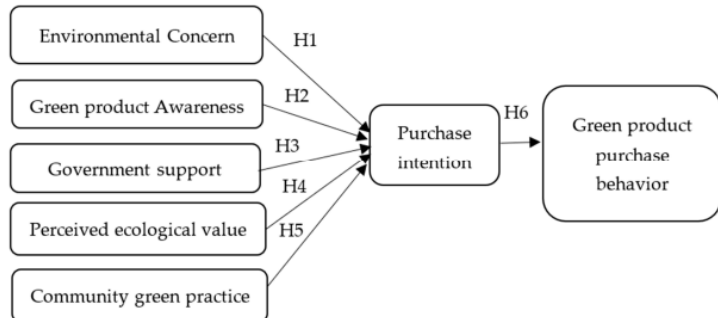 Environmental Concern
H1
Green product Awareness
H2
Government support
H3
Perceived ecological value
H4
Community green practice
H5
Purchase
intention
H6
Green product
purchase
behavior